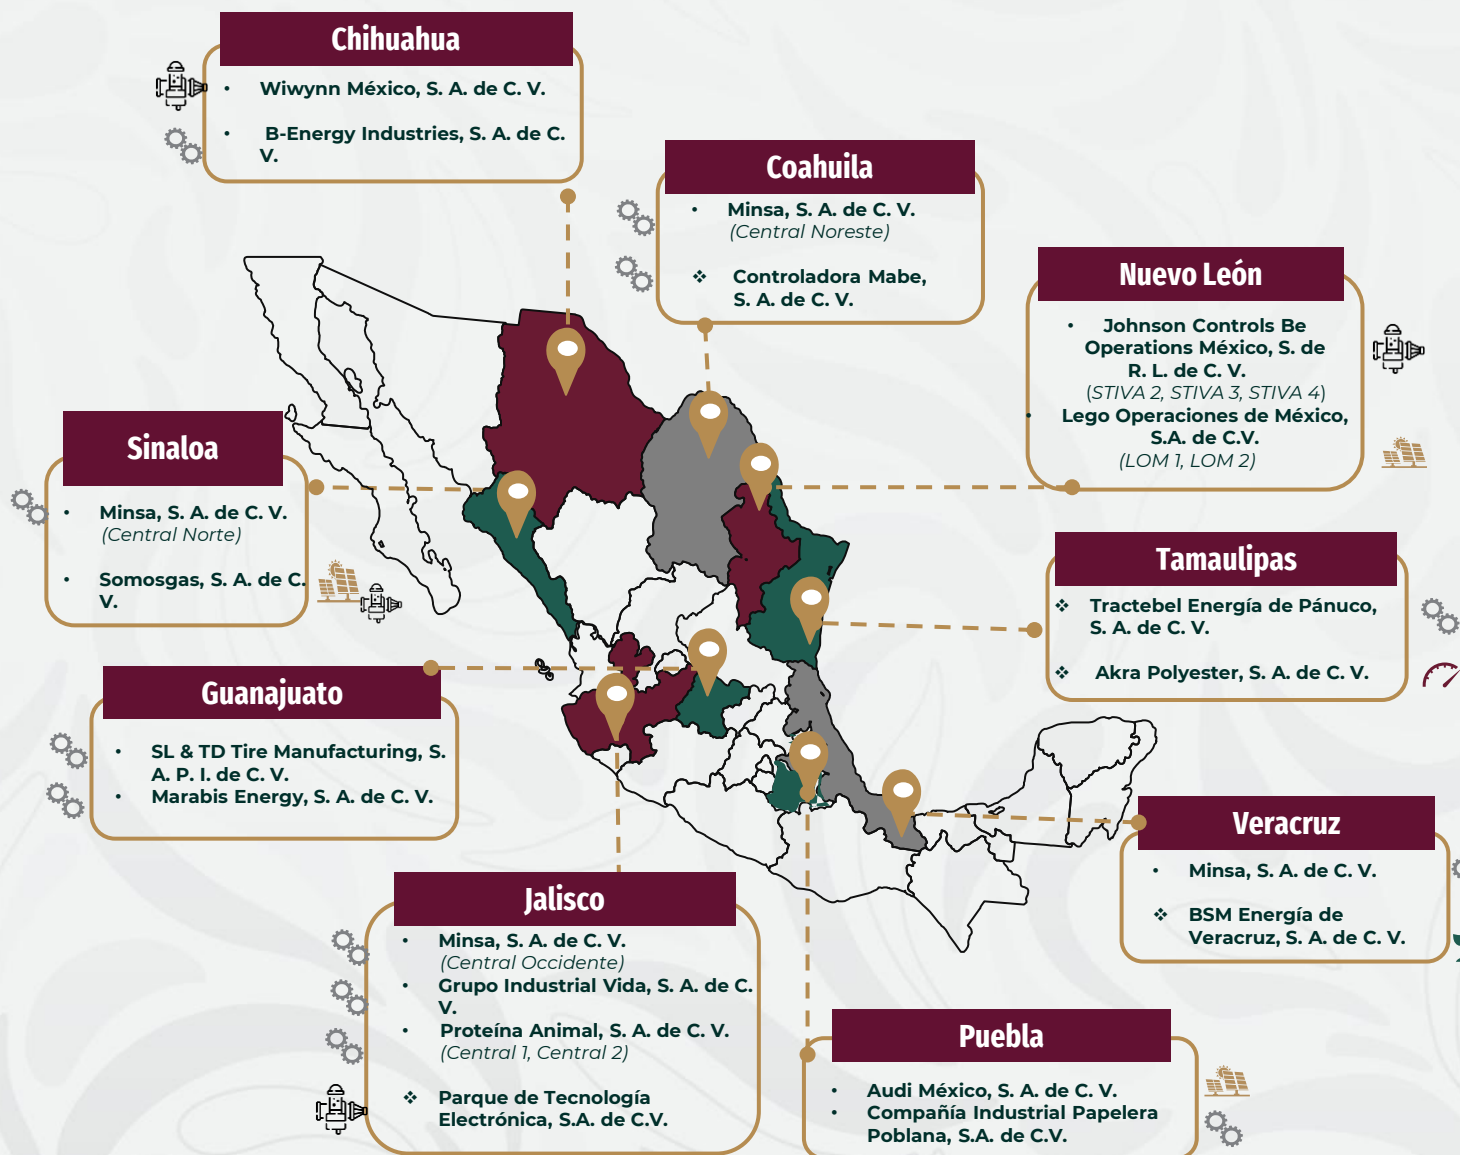 Chihuahua
• Wiwynn México, S. A. de C. V.
• B-Energy Industries, S. A. de C.
V.
Coahuila
• Minsa, S. A. de C. V.
(Central Noreste)
❖ Controladora Mabe,
S. A. de C. V.
Nuevo León
• Johnson Controls Be
Operations México, S. de
R. L. de C. V.
(STIVA 2, STIVA 3, STIVA 4)
• Lego Operaciones de México,
S.A. de C.V.
(LOM 1, LOM 2)
Sinaloa
• Minsa, S. A. de C. V.
(Central Norte)
• Somosgas, S. A. de C.
V.
Tamaulipas
❖ Tractebel Energía de Pánuco,
S. A. de C. V.
❖ Akra Polyester, S. A. de C. V.
Guanajuato
• SL & TD Tire Manufacturing, S.
A. P. I. de C. V.
• Marabis Energy, S. A. de C. V.
Veracruz
• Minsa, S. A. de C. V.
❖ BSM Energía de
Veracruz, S. A. de C. V.
Jalisco
• Minsa, S. A. de C. V.
(Central Occidente)
• Grupo Industrial Vida, S. A. de C.
V.
• Proteína Animal, S. A. de C. V.
(Central 1, Central 2)
❖ Parque de Tecnología
Electrónica, S.A. de C.V.
Puebla
• Audi México, S. A. de C. V.
• Compañía Industrial Papelera
Poblana, S.A. de C.V.